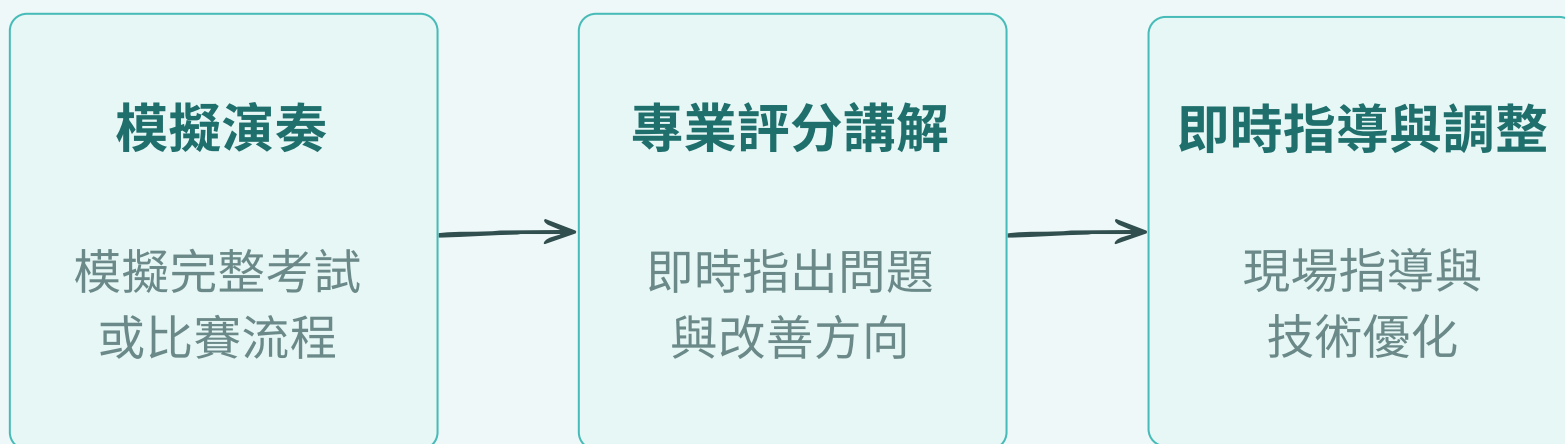 模擬演奏
模擬完整考試
或比賽流程
專業評分講解
即時指出問題
與改善方向
即時指導與調整
現場指導與
技術優化